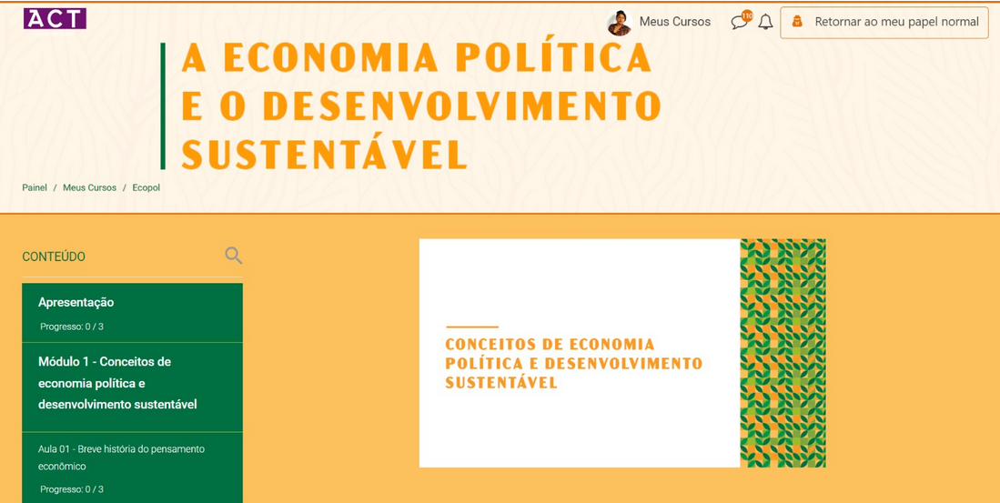 ACT
Meus Cursos
110
Retornar ao meu papel normal
A ECONOMIA POLÍTICA
E O DESENVOLVIMENTO
SUSTENTÁVEL
Painel / Meus Cursos / Ecopol
CONTEÚDO
Apresentação
Progresso: 0 / 3
Módulo 1 - Conceitos de
economia política e
desenvolvimento sustentável
Aula 01 - Breve história do pensamento
econômico
Progresso: 0 / 3
CONCEITOS DE ECONOMIA
POLÍTICA E DESENVOLVIMENTO
SUSTENTÁVEL